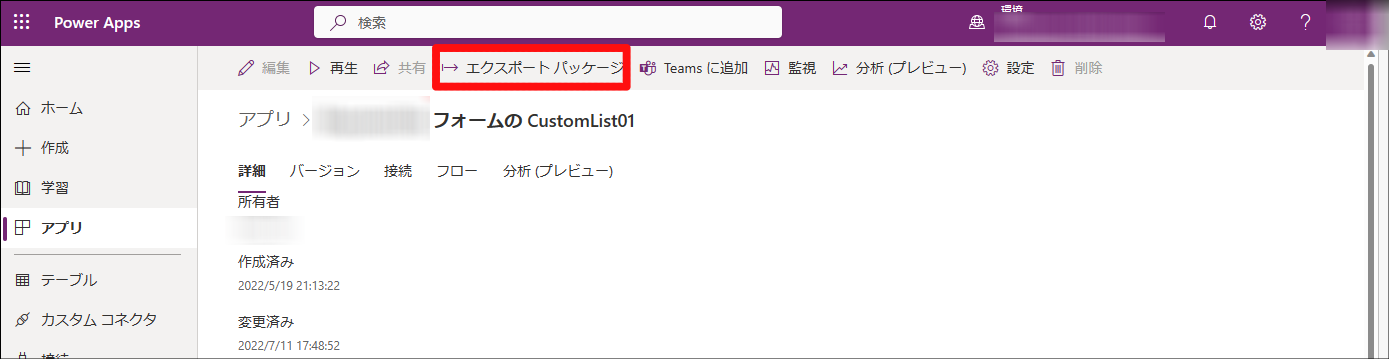 Power Apps
検索
環境
編集 再生 共有 エクスポート パッケージ Teams に追加 監視 分析 (プレビュー) 設定 削除
ホーム
作成
学習
アプリ
テーブル
カスタム コネクタ
接続
アプリ フォームの CustomList01
詳細 バージョン 接続 フロー 分析 (プレビュー)
所有者
作成済み
2022/5/19 21:13:22
変更済み
2022/7/11 17:48:52